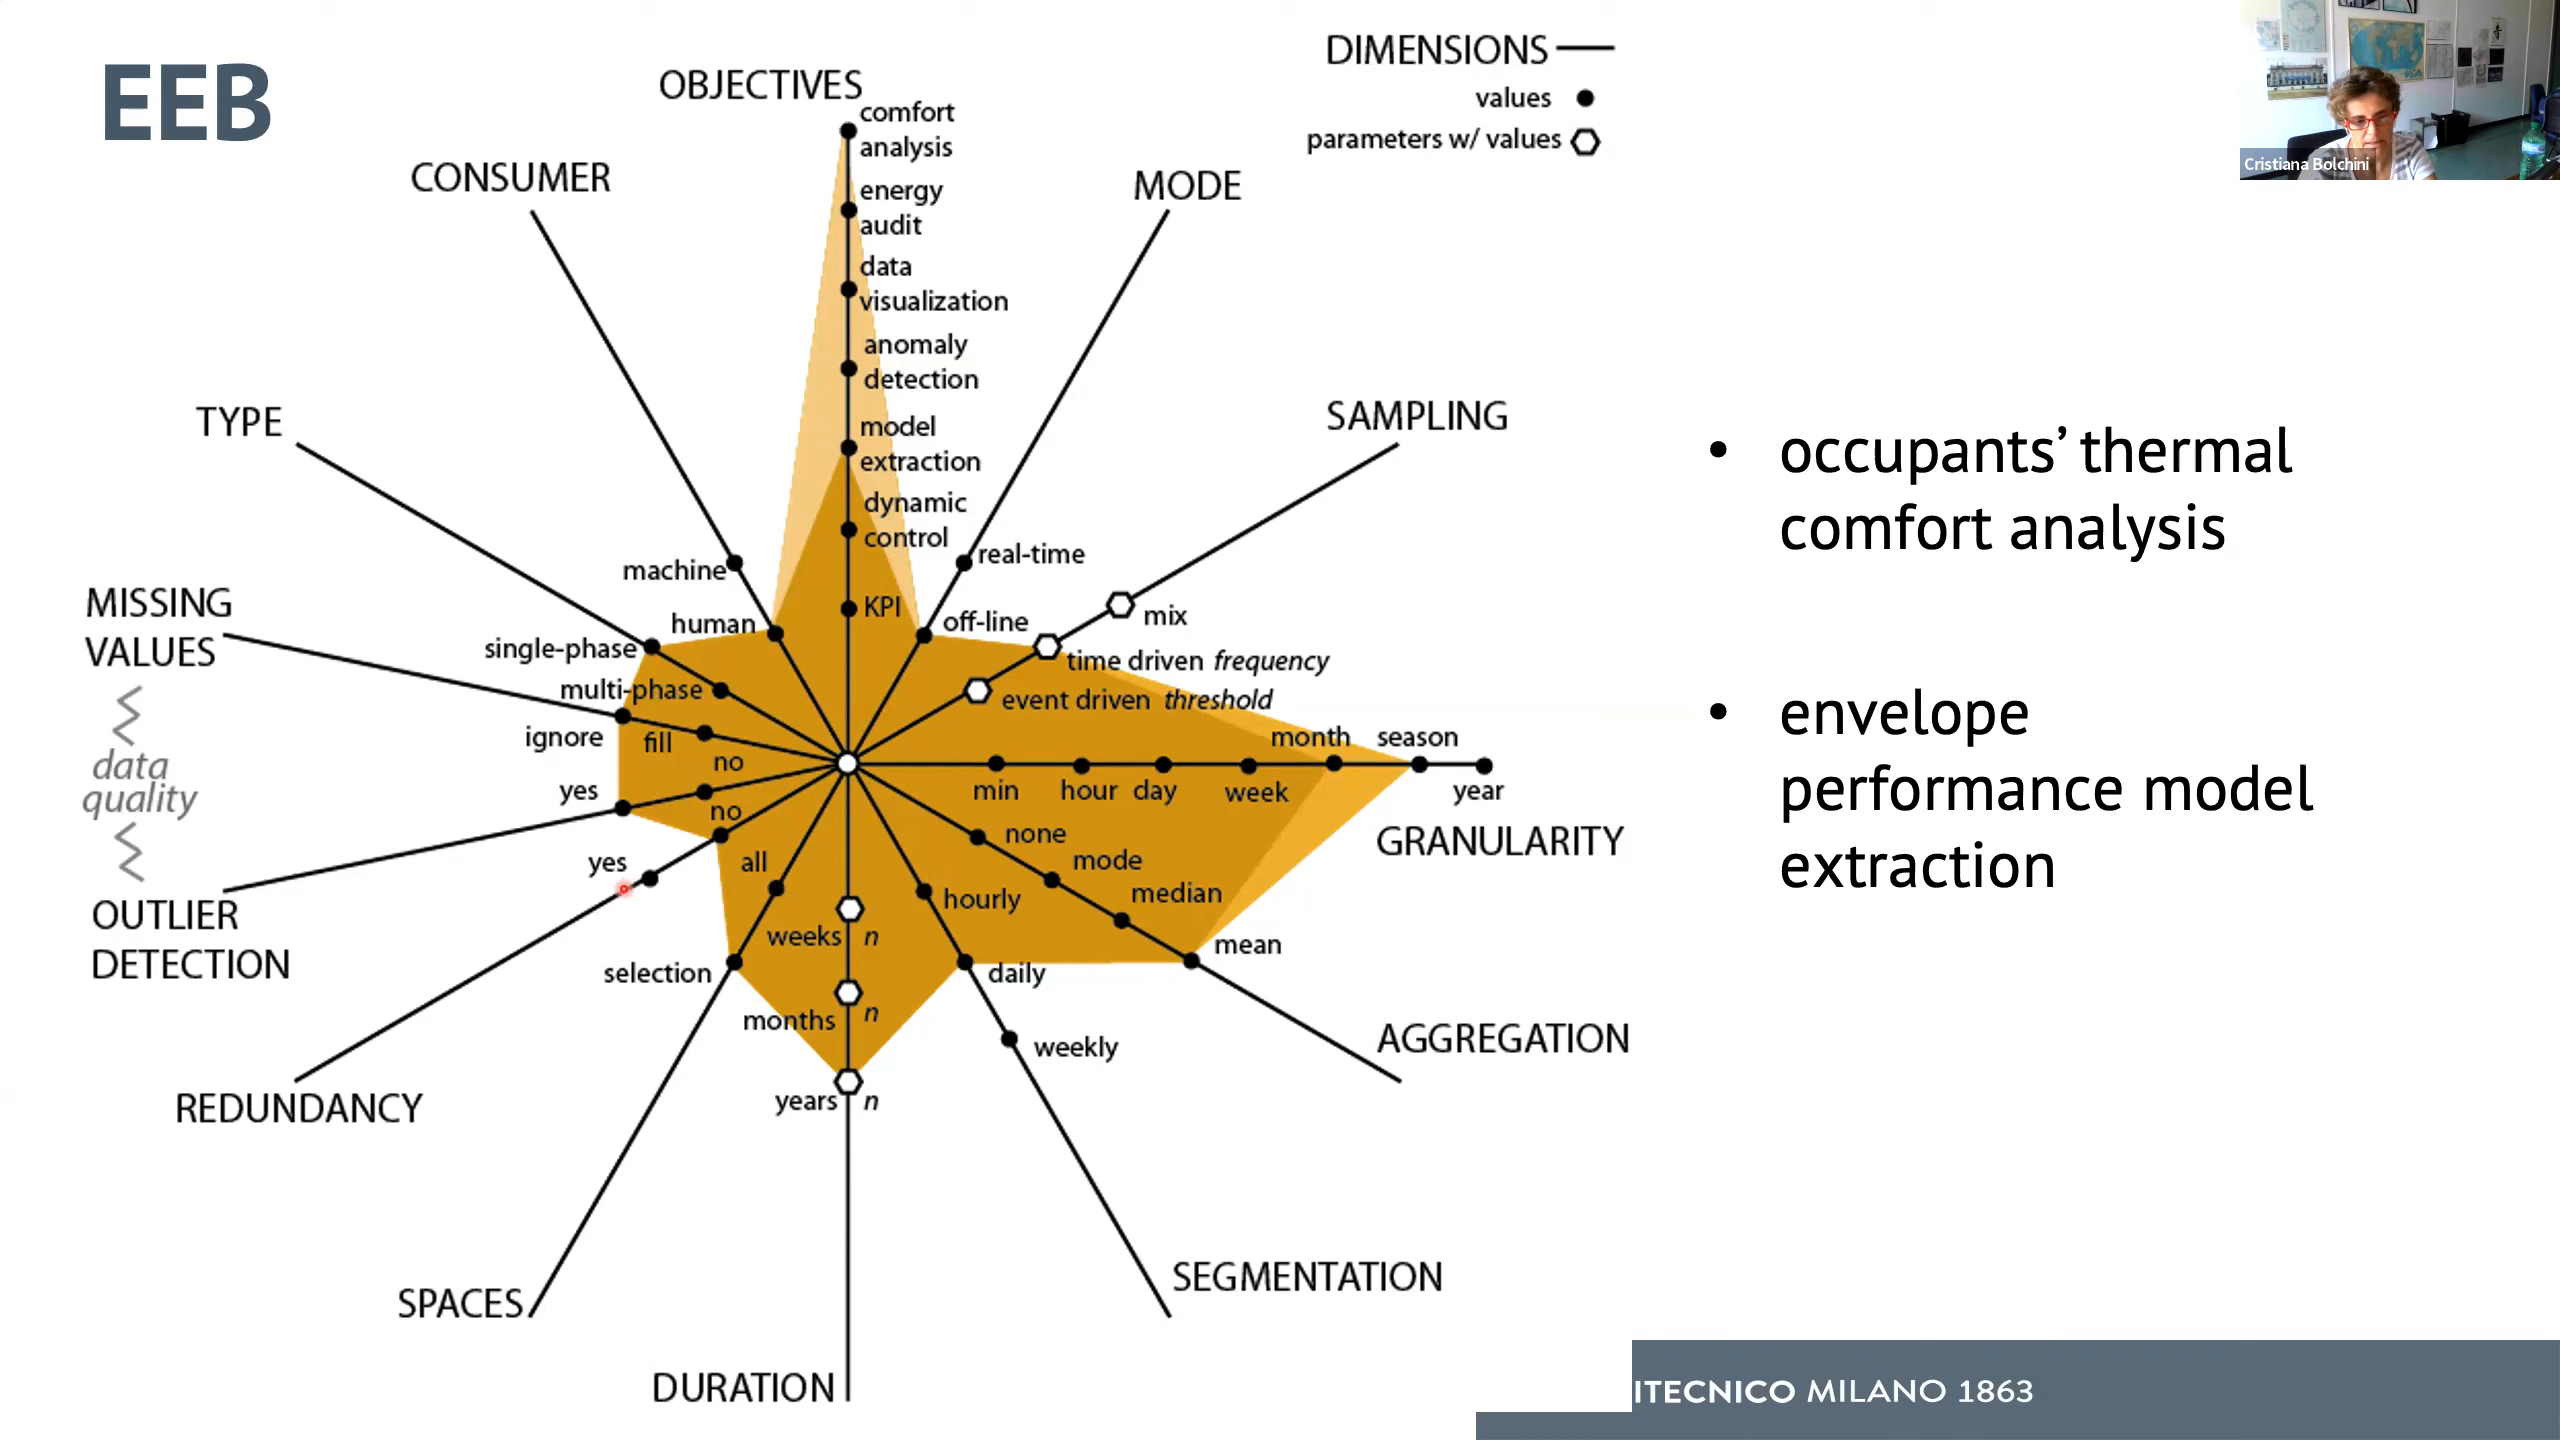 EEB
DIMENSIONS
values
parameters w/ values
Cristiana Bolchini
OBJECTIVES
comfort
analysis
energy
audit
data
visualization
anomaly
detection
model
extraction
dynamic
control
KPI
CONSUMER
machine
human
MODE
real-time
off-line
SAMPLING
mix
time driven frequency
event driven threshold
TYPE
single-phase
multi-phase
MISSING
VALUES
ignore
fill
no
data
quality
yes
no
OUTLIER
DETECTION
month
season
min
hour
day
week
year
GRANULARITY
none
mode
median
mean
AGGREGATION
yes
all
selection
REDUNDANCY
SPACES
weeks n
months n
years n
DURATION
hourly
daily
weekly
SEGMENTATION
• occupants’ thermal
comfort analysis
• envelope
performance model
extraction
ITECNICO MILANO 1863